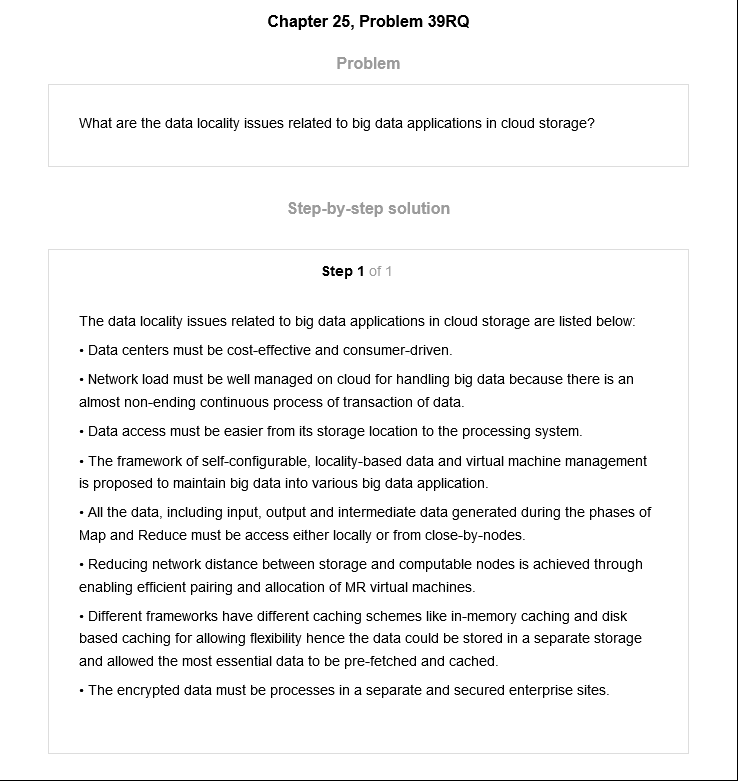 Chapter 25, Problem 39RQ
Problem
What are the data locality issues related to big data applications in cloud storage?
Step-by-step solution
Step 1 of 1
The data locality issues related to big data applications in cloud storage are listed below:
• Data centers must be cost-effective and consumer-driven.
• Network load must be well managed on cloud for handling big data because there is an
almost non-ending continuous process of transaction of data.
• Data access must be easier from its storage location to the processing system.
• The framework of self-configurable, locality-based data and virtual machine management
is proposed to maintain big data into various big data application.
• All the data, including input, output and intermediate data generated during the phases of
Map and Reduce must be access either locally or from close-by-nodes.
• Reducing network distance between storage and computable nodes is achieved through
enabling efficient pairing and allocation of MR virtual machines.
• Different frameworks have different caching schemes like in-memory caching and disk
based caching for allowing flexibility hence the data could be stored in a separate storage
and allowed the most essential data to be pre-fetched and cached.
• The encrypted data must be processes in a separate and secured enterprise sites.